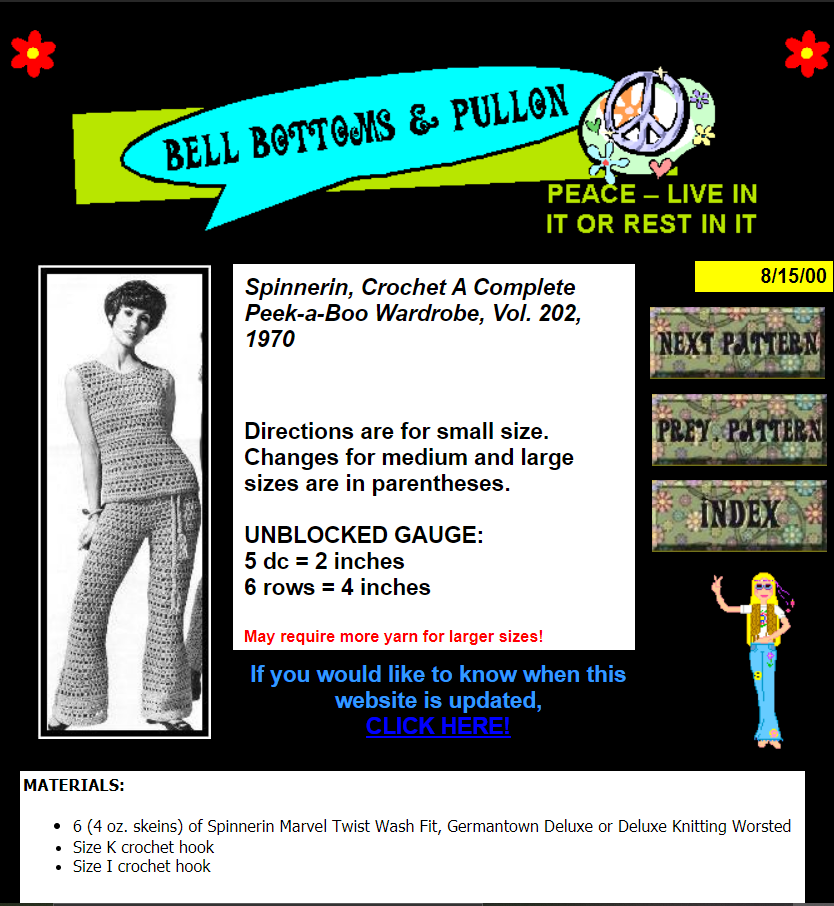 BELL BOTTOMS & PULLON
PEACE – LIVE IN
IT OR REST IN IT
8/15/00
Spinnerin, Crochet A Complete
Peek-a-Boo Wardrobe, Vol. 202,
1970
Directions are for small size.
Changes for medium and large
sizes are in parentheses.
UNBLOCKED GAUGE:
5 dc = 2 inches
6 rows = 4 inches
May require more yarn for larger sizes!
NEXT PATTERN
PREV. PATTERN
INDEX
If you would like to know when this
website is updated,
CLICK HERE!
MATERIALS:
• 6 (4 oz. skeins) of Spinnerin Marvel Twist Wash Fit, Germantown Deluxe or Deluxe Knitting Worsted
• Size K crochet hook
• Size I crochet hook